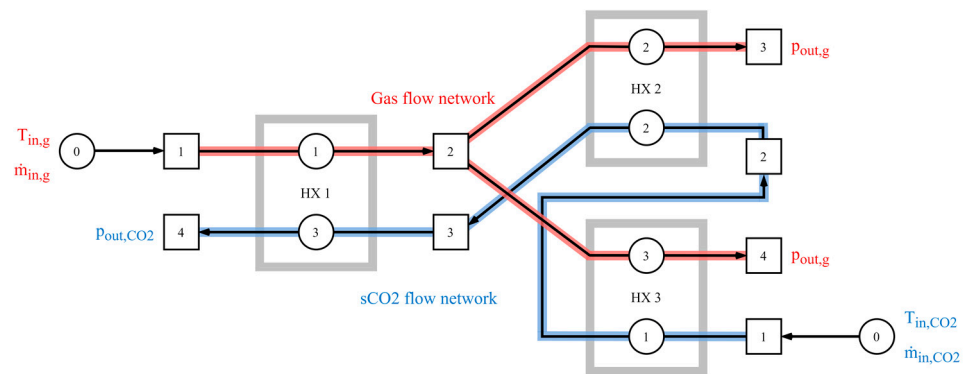 2
3
p_out,g
HX 2
Gas flow network
T_in,g
0
1
1
2
2
2
ṁ_in,g
HX 1
p_out,CO2
4
3
3
3
4
p_out,g
sCO2 flow network
HX 3
T_in,CO2
1
1
0
ṁ_in,CO2